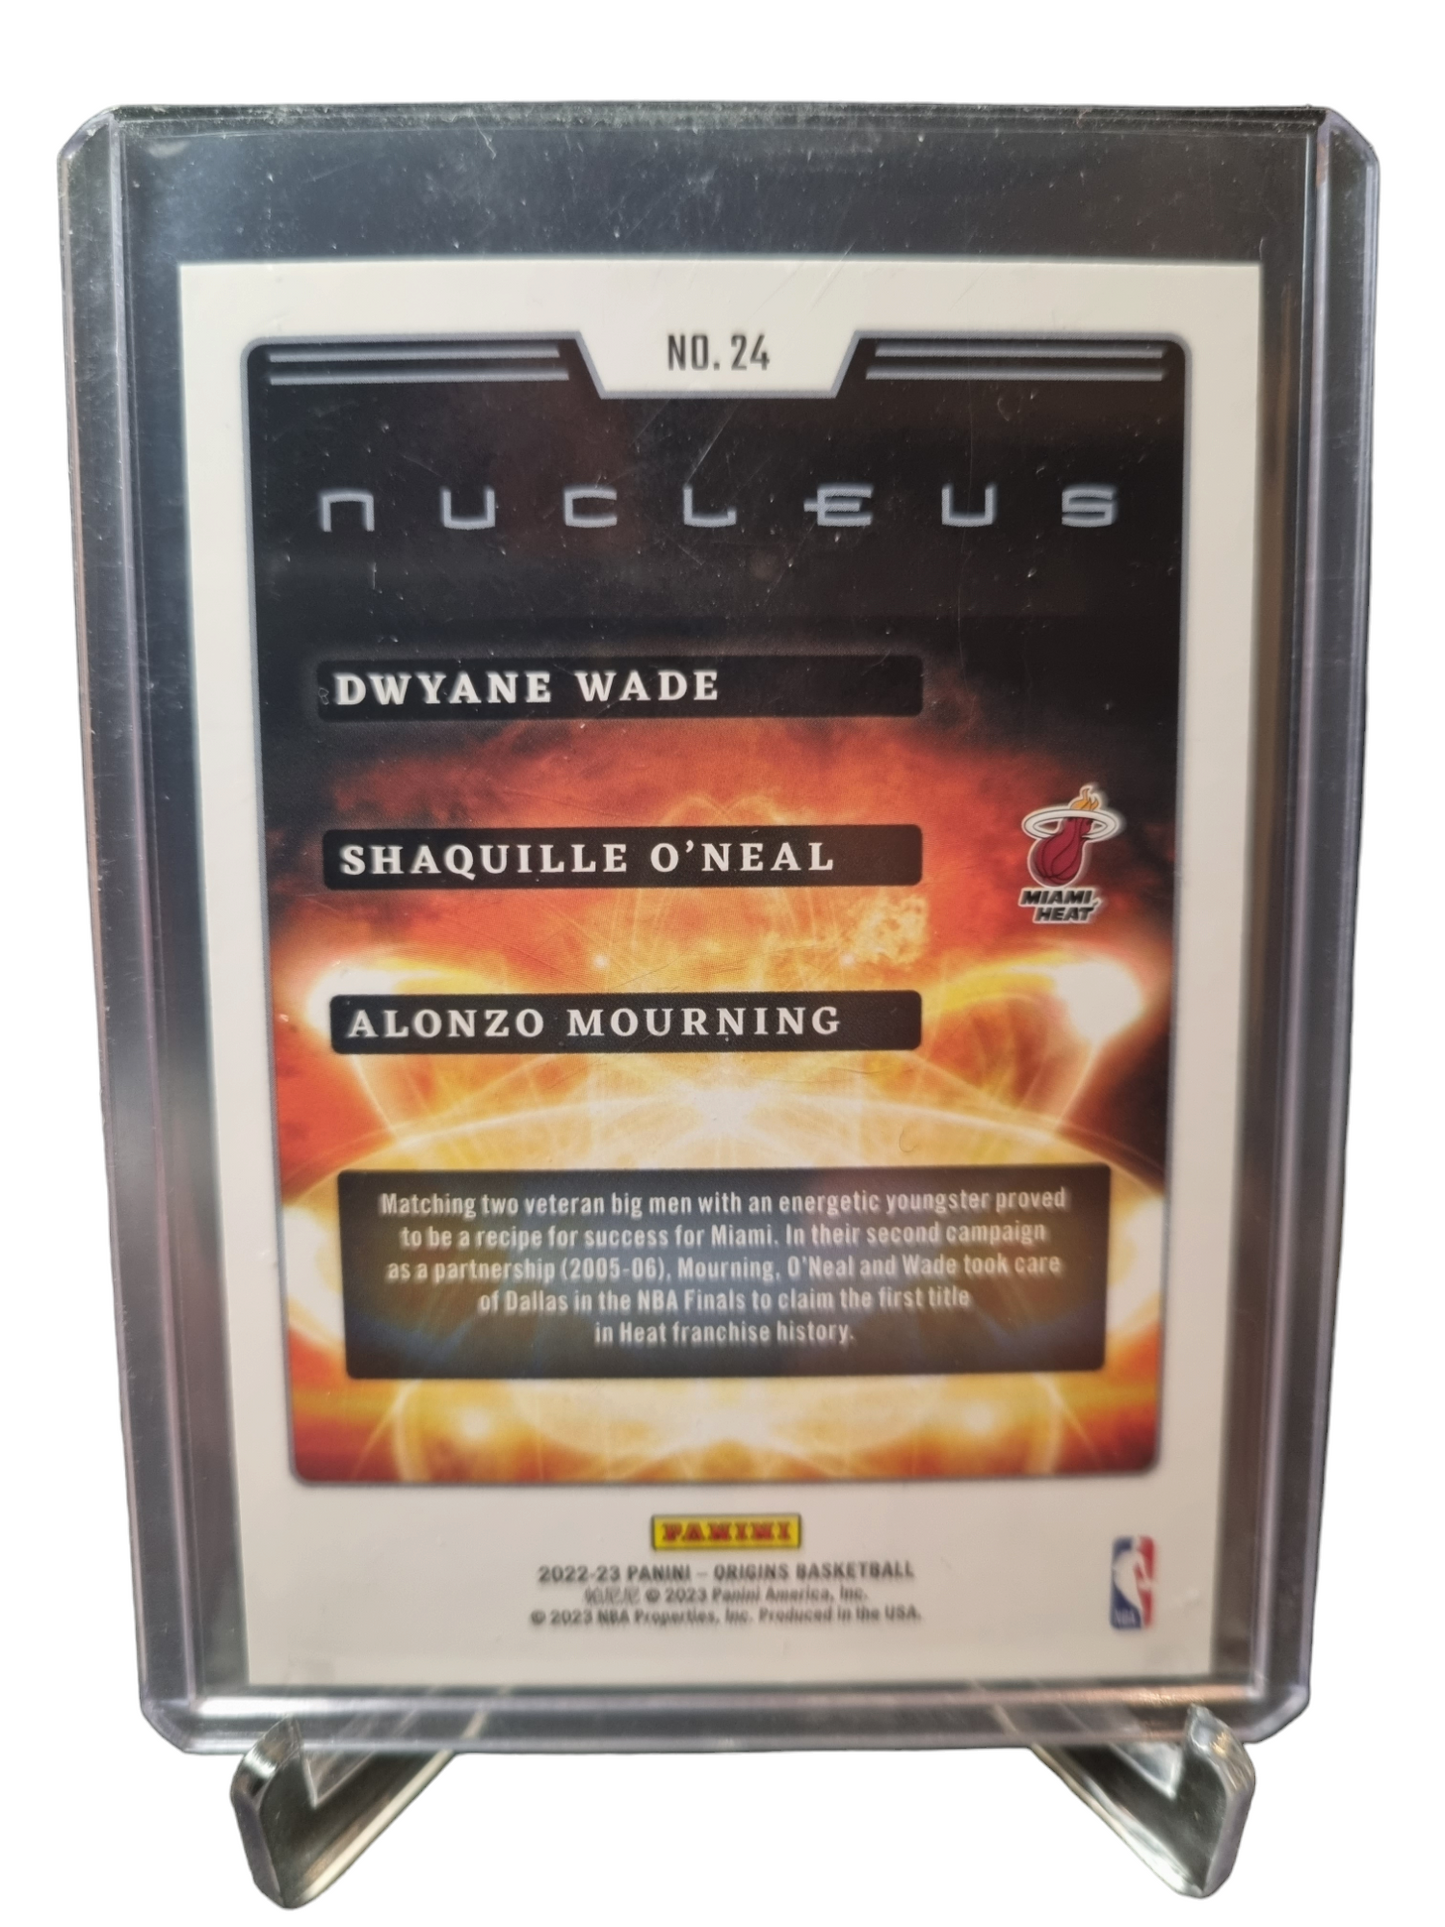 NO. 24
NUCLEUS
DWYANE WADE
SHAQUILLE O'NEAL
MIAMI
HEAT
ALONZO MOURNING
Matching two veteran big men with an energetic youngster proved
to be a recipe for success for Miami. In their second campaign
as a partnership (2005-06), Mourning, O'Neal and Wade took care
of Dallas in the NBA Finals to claim the first title
in Heat franchise history.
PANINI
2022-23 PANINI – ORIGINS BASKETBALL
© 2023 Panini America, Inc.
© 2023 NBA Properties, Inc. Produced in the USA.
NBA